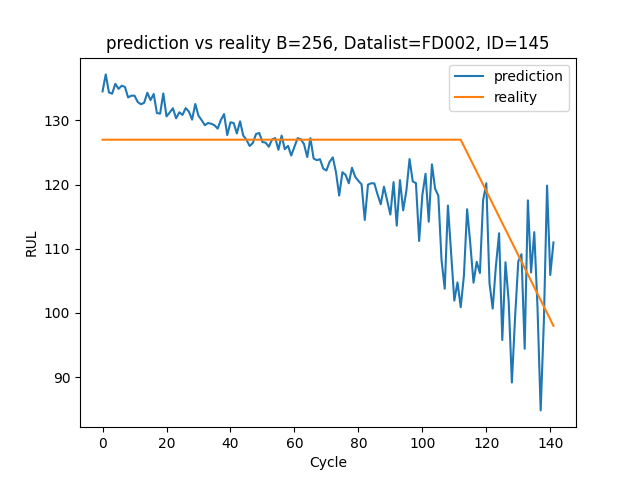 prediction vs reality B=256, Datalist=FD002, ID=145
prediction
reality
RUL
130
120
110
100
90
0 20 40 60 80 100 120 140
Cycle